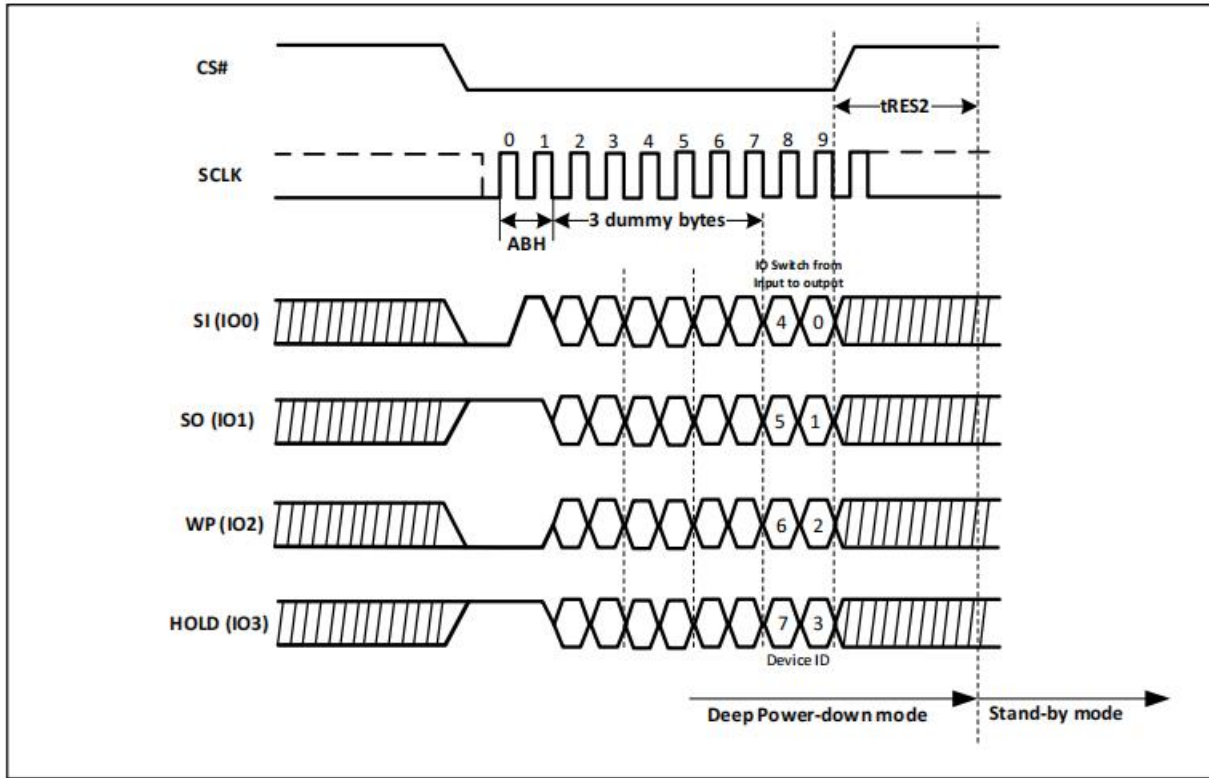 CS#
tRES2
0 1 2 3 4 5 6 7 8 9
SCLK
3 dummy bytes
ABH
IO Switch from
Input to output
SI (IO0)
4 0
SO (IO1)
5 1
WP (IO2)
6 2
HOLD (IO3)
7 3
Device ID
Deep Power-down mode
Stand-by mode